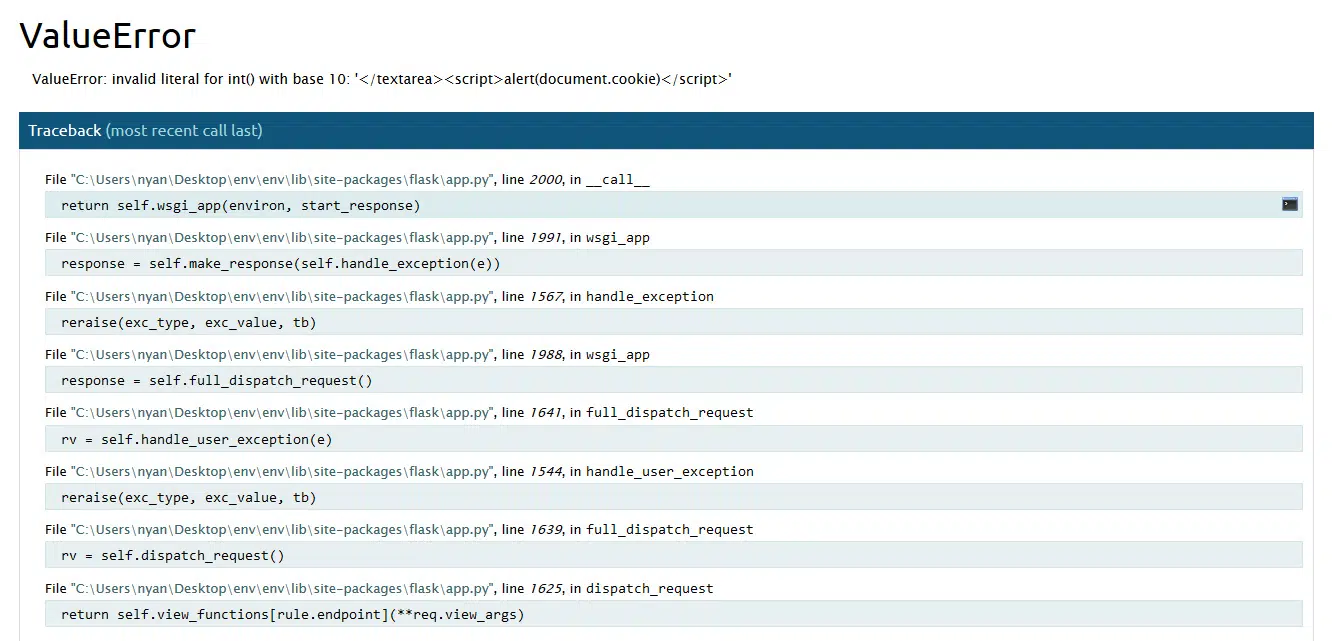 ValueError
ValueError: invalid literal for int() with base 10: '</textarea><script>alert(document.cookie)</script>'
Traceback (most recent call last)
File "C:\Users\nyan\Desktop\env\env\lib\site-packages\flask\app.py", line 2000, in __call__
return self.wsgi_app(environ, start_response)
File "C:\Users\nyan\Desktop\env\env\lib\site-packages\flask\app.py", line 1991, in wsgi_app
response = self.make_response(self.handle_exception(e))
File "C:\Users\nyan\Desktop\env\env\lib\site-packages\flask\app.py", line 1567, in handle_exception
reraise(exc_type, exc_value, tb)
File "C:\Users\nyan\Desktop\env\env\lib\site-packages\flask\app.py", line 1988, in wsgi_app
response = self.full_dispatch_request()
File "C:\Users\nyan\Desktop\env\env\lib\site-packages\flask\app.py", line 1641, in full_dispatch_request
rv = self.handle_user_exception(e)
File "C:\Users\nyan\Desktop\env\env\lib\site-packages\flask\app.py", line 1544, in handle_user_exception
reraise(exc_type, exc_value, tb)
File "C:\Users\nyan\Desktop\env\env\lib\site-packages\flask\app.py", line 1639, in full_dispatch_request
rv = self.dispatch_request()
File "C:\Users\nyan\Desktop\env\env\lib\site-packages\flask\app.py", line 1625, in dispatch_request
return self.view_functions[rule.endpoint](**req.view_args)